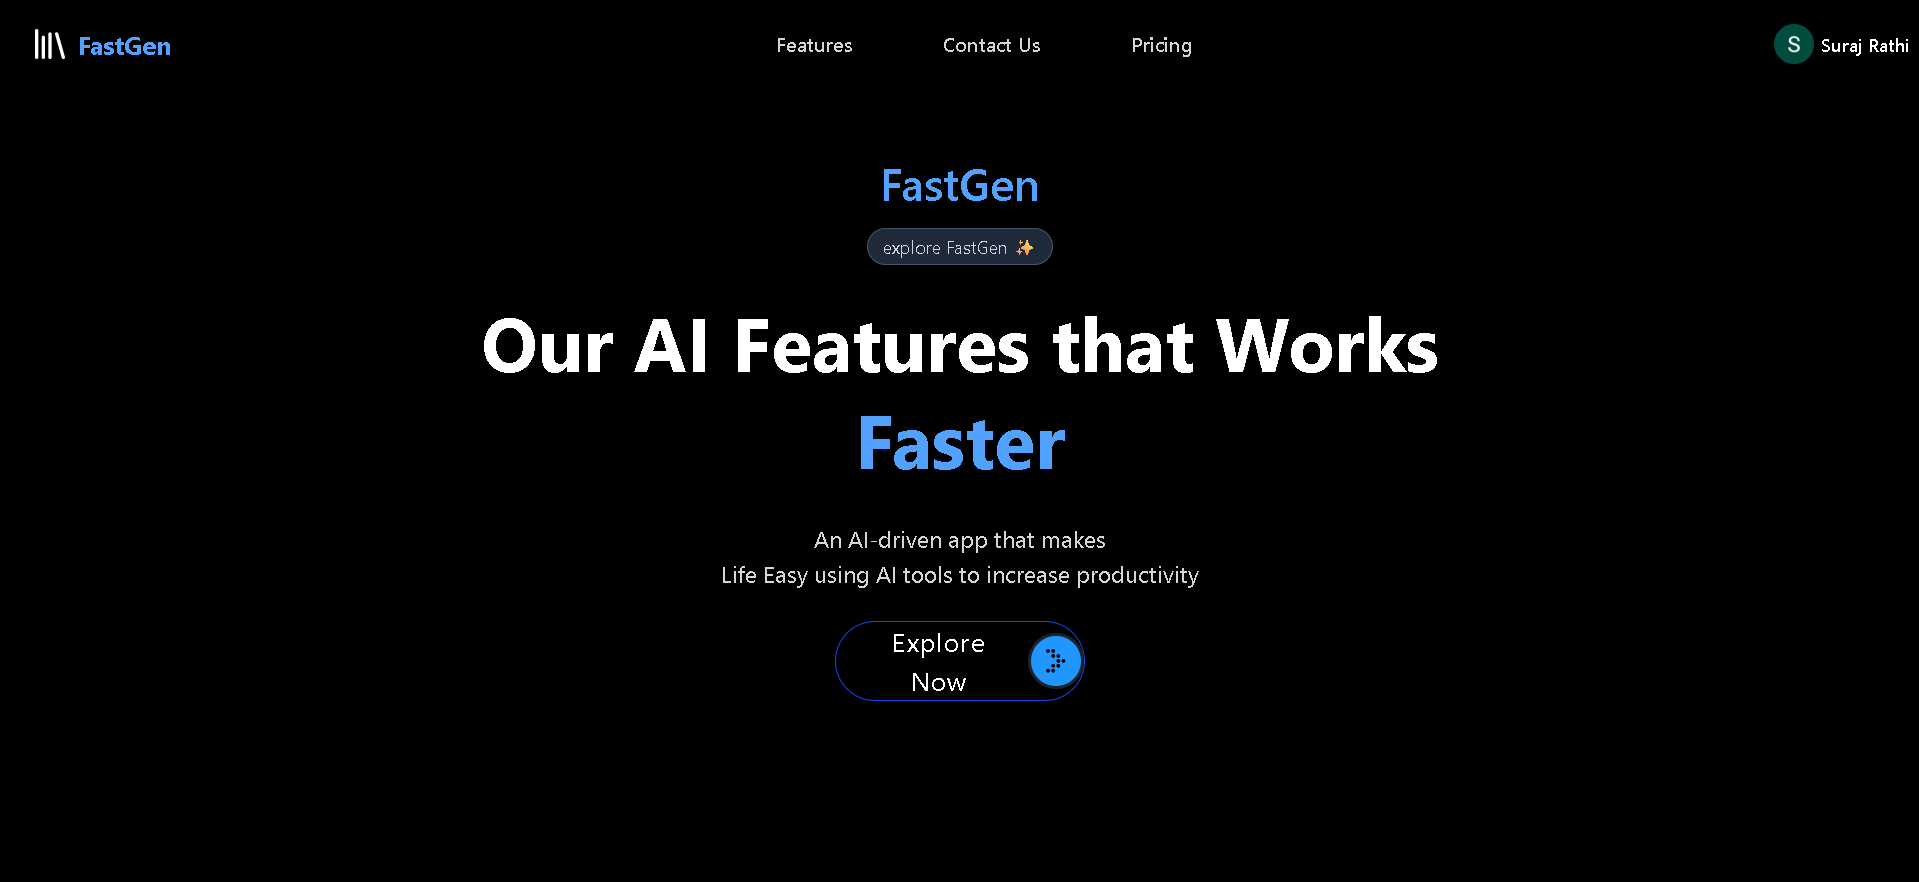 FastGen
Features
Contact Us
Pricing
S
Suraj Rathi
FastGen
explore FastGen ✨
Our AI Features that Works
Faster
An AI-driven app that makes
Life Easy using AI tools to increase productivity
Explore
Now